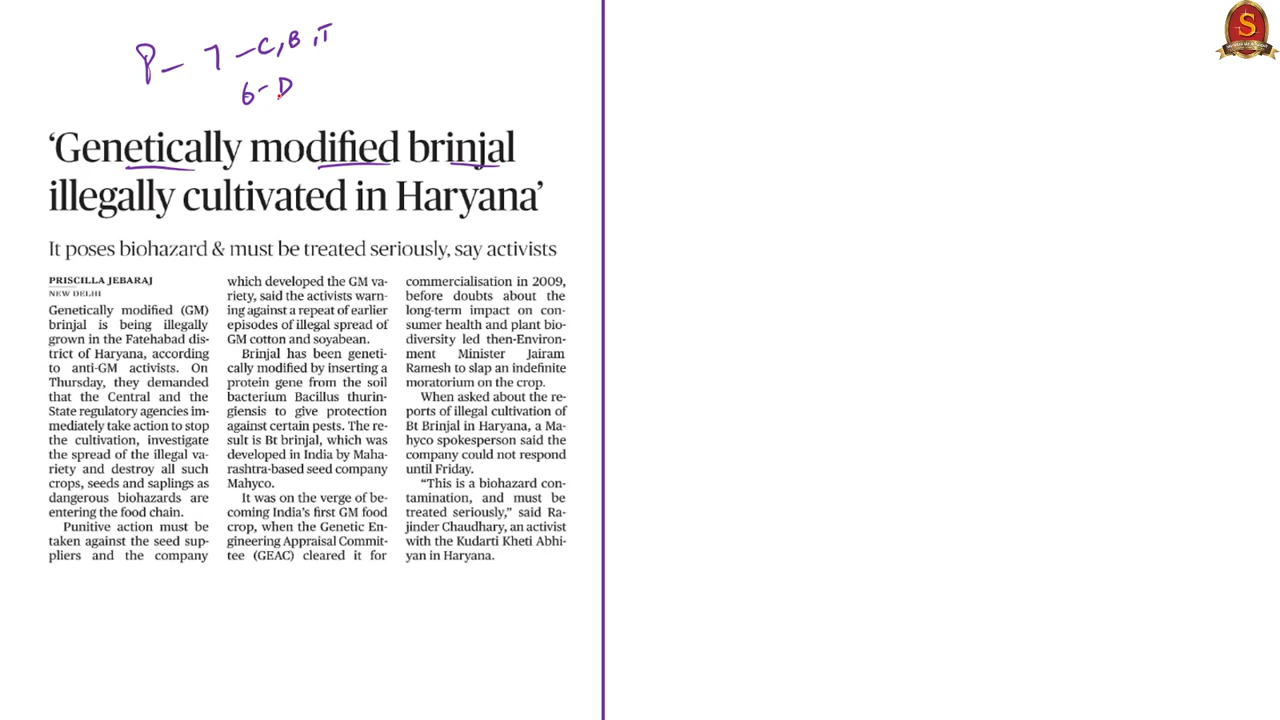 P - 7 - C, B, T
6 - D
‘Genetically modified brinjal
illegally cultivated in Haryana’
It poses biohazard & must be treated seriously, say activists
PRISCILLA JEBARAJ
NEW DELHI
Genetically modified (GM)
brinjal is being illegally
grown in the Fatehabad dis-
trict of Haryana, according
to anti-GM activists. On
Thursday, they demanded
that the Central and the
State regulatory agencies im-
mediately take action to stop
the cultivation, investigate
the spread of the illegal va-
riety and destroy all such
crops, seeds and saplings as
dangerous biohazards are
entering the food chain.
Punitive action must be
taken against the seed sup-
pliers and the company
which developed the GM va-
riety, said the activists warn-
ing against a repeat of earlier
episodes of illegal spread of
GM cotton and soyabean.
Brinjal has been geneti-
cally modified by inserting a
protein gene from the soil
bacterium Bacillus thurin-
giensis to give protection
against certain pests. The re-
sult is Bt brinjal, which was
developed in India by Maha-
rashtra-based seed company
Mahyco.
It was on the verge of be-
coming India’s first GM food
crop, when the Genetic En-
gineering Appraisal Commit-
tee (GEAC) cleared it for
commercialisation in 2009,
before doubts about the
long-term impact on con-
sumer health and plant bio-
diversity led then-Environ-
ment Minister Jairam
Ramesh to slap an indefinite
moratorium on the crop.
When asked about the re-
ports of illegal cultivation of
Bt Brinjal in Haryana, a Ma-
hyco spokesperson said the
company could not respond
until Friday.
“This is a biohazard con-
tamination, and must be
treated seriously,” said Ra-
jinder Chaudhary, an activist
with the Kudarti Kheti Abhi-
yan in Haryana.
S